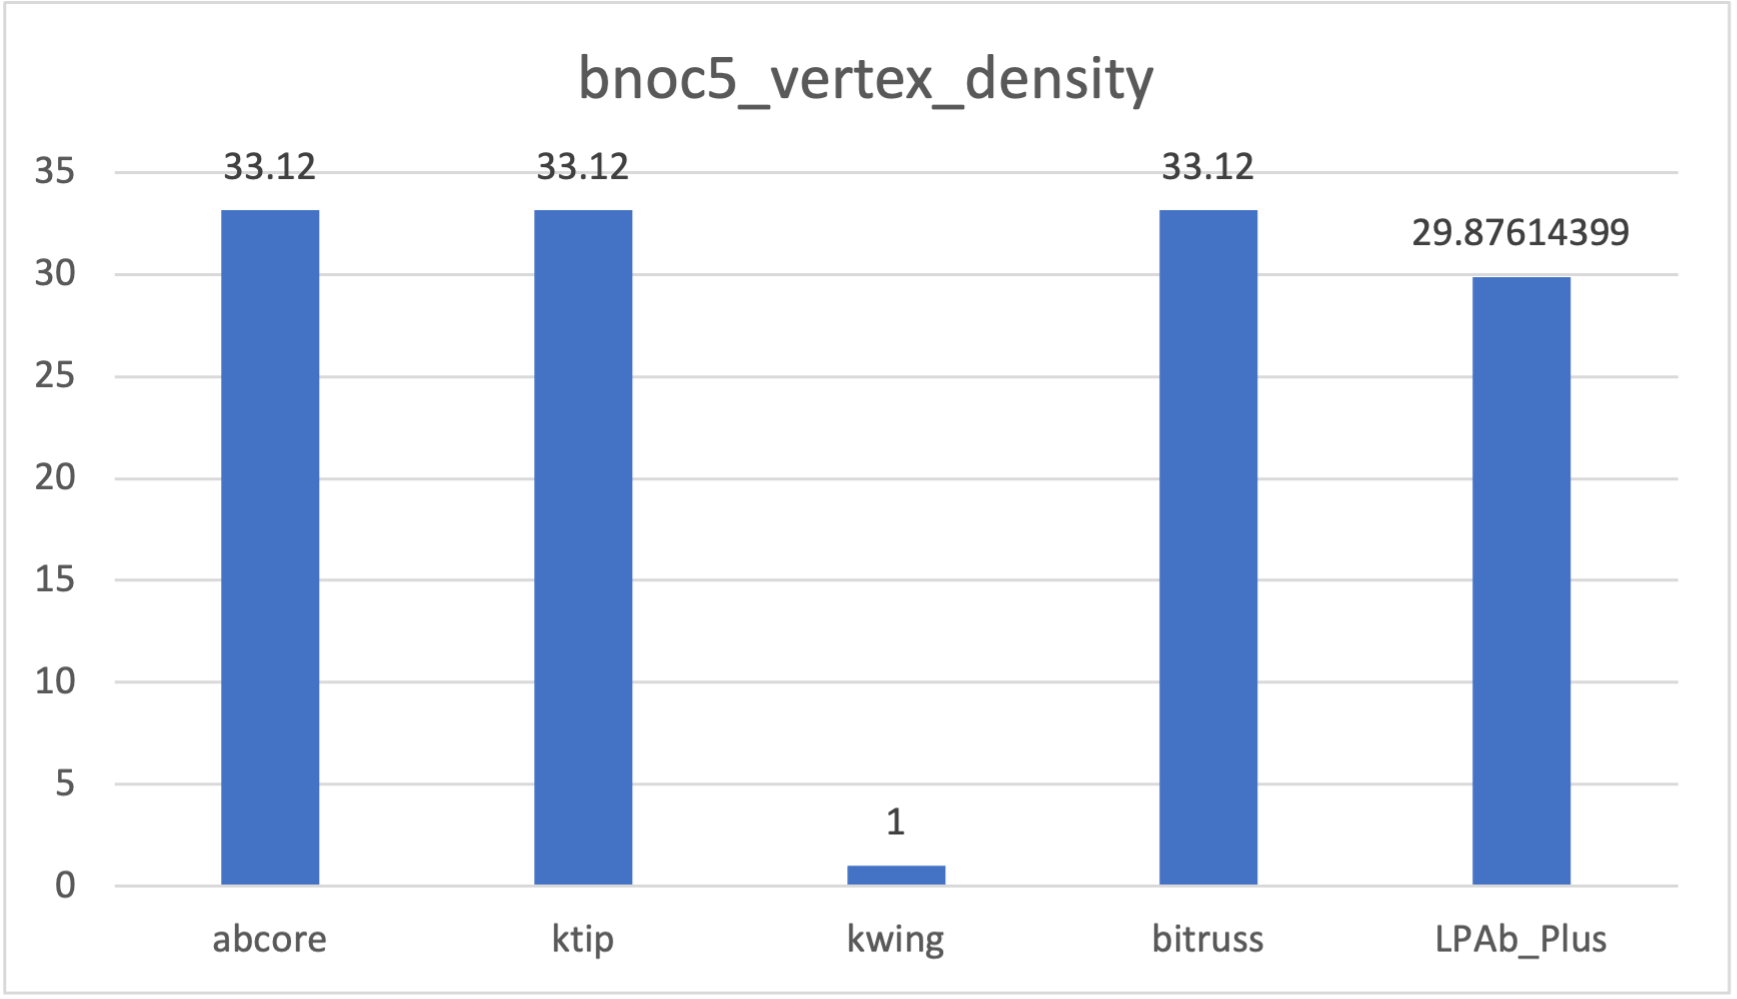 bnoc5_vertex_density
35
30
25
20
15
10
5
0
33.12
33.12
1
33.12
29.87614399
abcore
ktip
kwing
bitruss
LPAb_Plus